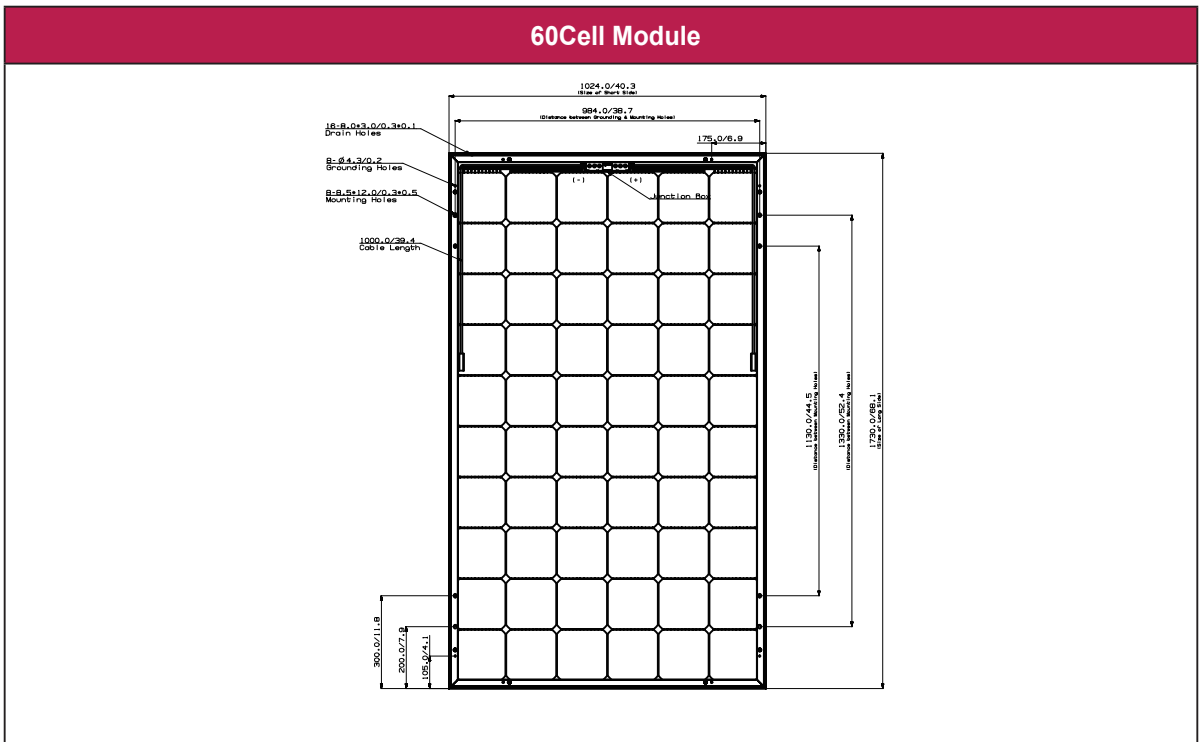 60Cell Module
1024.0/40.3
(Size of Short Side)
984.0/38.7
(Distance between Grounding & Mounting Holes)
175.0/6.9
16-8.0*3.0/0.3*0.1
Drain Holes
8-Ø4.3/0.2
Grounding Holes
8-8.5*12.0/0.3*0.5
Mounting Holes
1000.0/39.4
Cable Length
(-)
(+)
Junction Box
1130.0/44.5
(Distance between Mounting Holes)
1330.0/52.4
(Distance between Mounting Holes)
1730.0/68.1
(Size of Long Side)
300.0/11.8
200.0/7.9
105.0/4.1